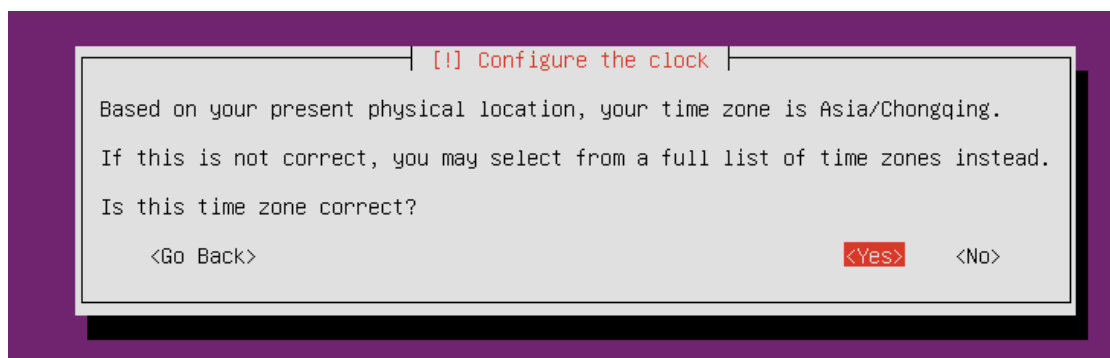 [!] Configure the clock
Based on your present physical location, your time zone is Asia/Chongqing.
If this is not correct, you may select from a full list of time zones instead.
Is this time zone correct?
<Go Back> <Yes> <No>